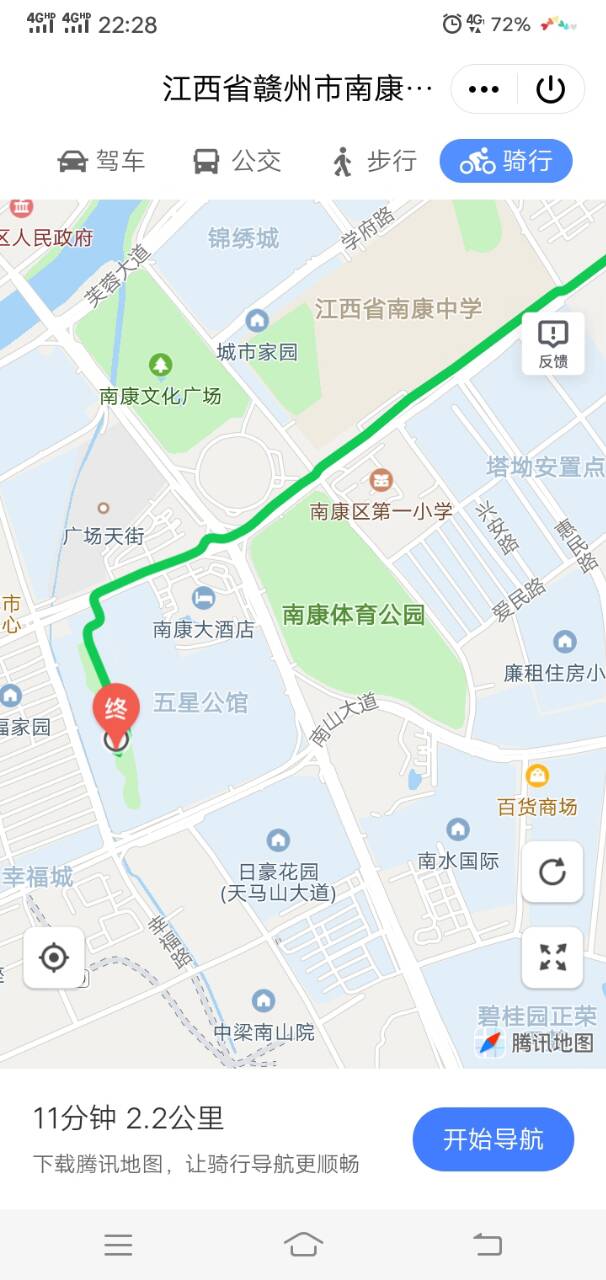 4GHD 4GHD 22:28
4G 72%
江西省赣州市南康…
驾车 公交 步行 骑行
区人民政府
锦绣城
学府路
芙蓉大道
江西省南康中学
城市家园
反馈
南康文化广场
塔坳安置点
南康区第一小学
兴安路
惠民路
广场天街
爱民路
市
心
南康大酒店
南康体育公园
廉租住房小
终
五星公馆
南山大道
福家园
百货商场
日豪花园
(天马山大道)
南水国际
幸福城
幸福路
碧桂园正荣
中梁南山院
腾讯地图
11分钟 2.2公里
下载腾讯地图，让骑行导航更顺畅
开始导航